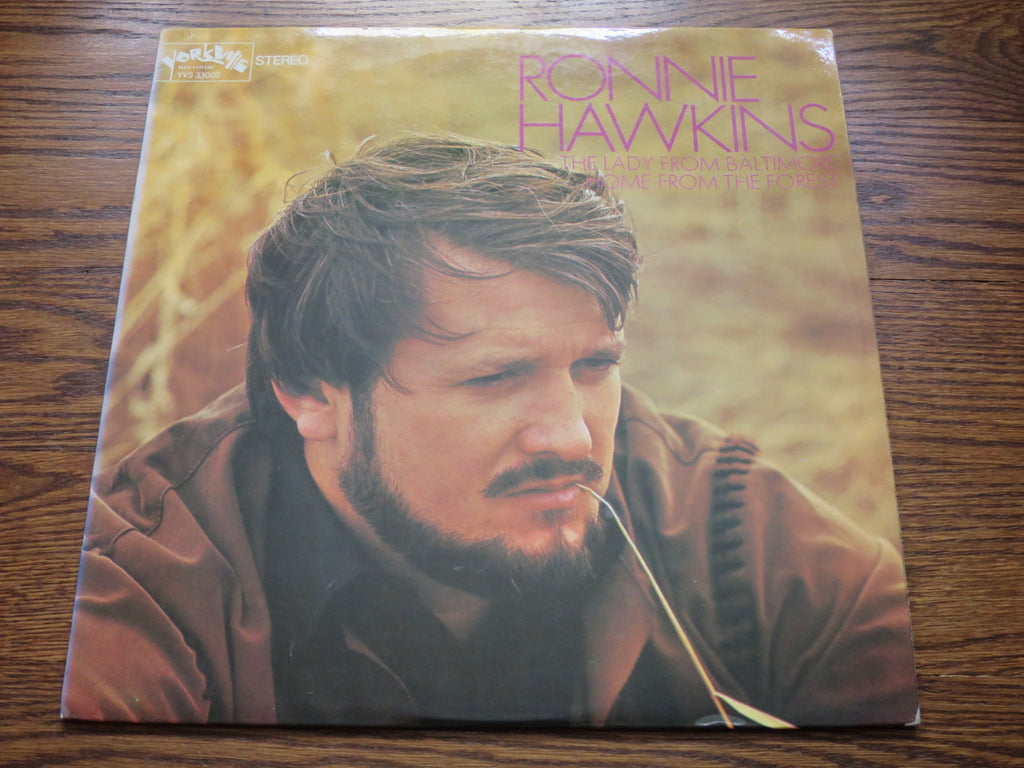 YORKVILLE
YVS 33002
STEREO
RONNIE
HAWKINS
THE LADY FROM BALTIMORE
HOME FROM THE FOREST